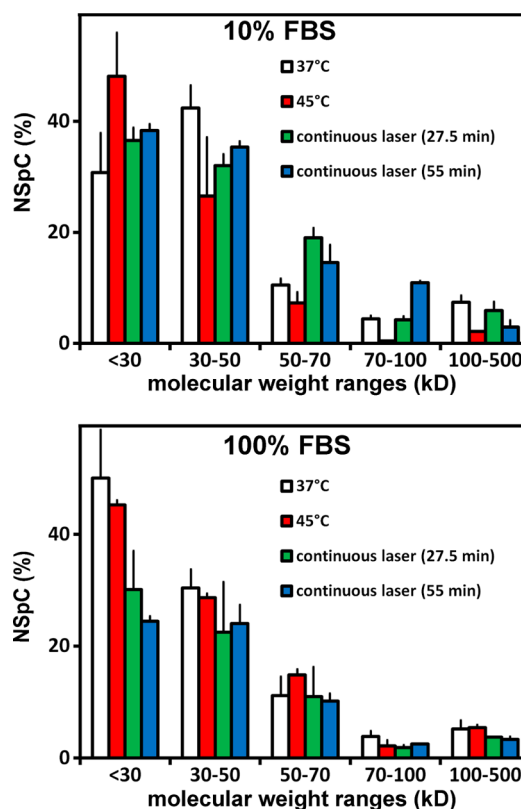 10% FBS
37°C
45°C
continuous laser (27.5 min)
continuous laser (55 min)
NSpC (%)
40
20
0
<30 30-50 50-70 70-100 100-500
molecular weight ranges (kD)
100% FBS
37°C
45°C
continuous laser (27.5 min)
continuous laser (55 min)
NSpC (%)
40
20
0
<30 30-50 50-70 70-100 100-500
molecular weight ranges (kD)